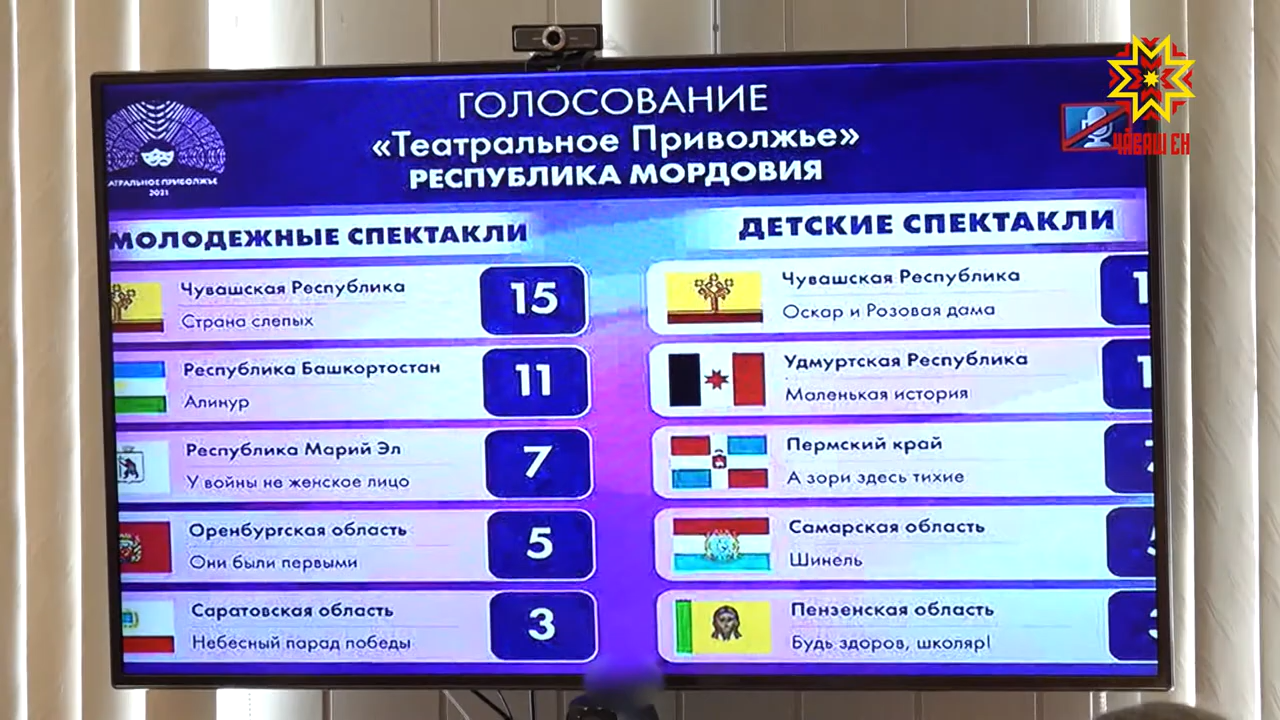 ГОЛОСОВАНИЕ
«Театральное Приволжье»
РЕСПУБЛИКА МОРДОВИЯ
ЧӐВАШ ЕН
ПРИВОЛЖЬЕ
2021
МОЛОДЕЖНЫЕ СПЕКТАКЛИ
Чувашская Республика
15
Страна слепых
Республика Башкортостан
11
Алинур
Республика Марий Эл
7
У войны не женское лицо
Оренбургская область
5
Они были первыми
Саратовская область
3
Небесный парад победы
ДЕТСКИЕ СПЕКТАКЛИ
Чувашская Республика
Оскар и Розовая дама
Удмуртская Республика
Маленькая история
Пермский край
А зори здесь тихие
Самарская область
Шинель
Пензенская область
Будь здоров, школяр!